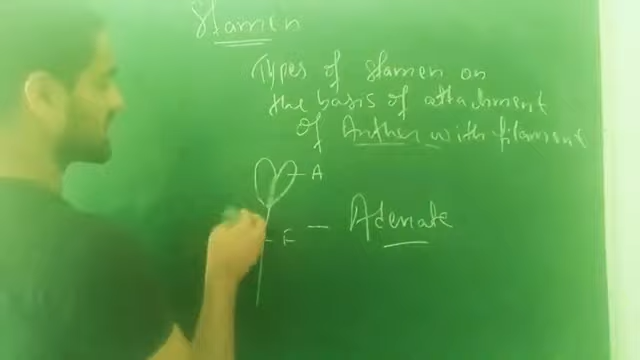 Stamen
Types of stamen on
the basis of attachment
of Anther with filament
A
F — Adenate